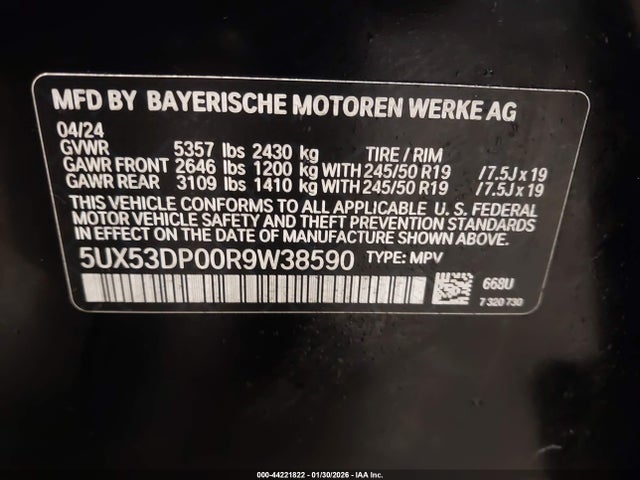 MFD BY BAYERISCHE MOTOREN WERKE AG
04/24
GVWR 5357 lbs 2430 kg TIRE / RIM
GAWR FRONT 2646 lbs 1200 kg WITH 245/50 R19 / 7.5J x 19
GAWR REAR 3109 lbs 1410 kg WITH 245/50 R19 / 7.5J x 19
THIS VEHICLE CONFORMS TO ALL APPLICABLE U. S. FEDERAL
MOTOR VEHICLE SAFETY AND THEFT PREVENTION STANDARDS
IN EFFECT ON THE DATE OF MANUFACTURE SHOWN ABOVE.
5UX53DP00R9W38590 TYPE: MPV
668U
7 320 730
000-44221822 - 01/30/2026 - IAA Inc.